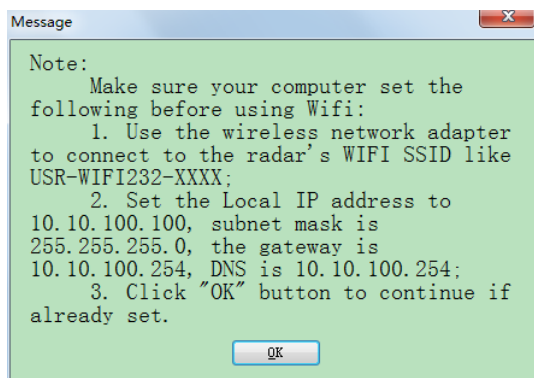 Message
Note:
Make sure your computer set the
following before using Wifi:
1. Use the wireless network adapter
to connect to the radar's WIFI SSID like
USR-WIFI232-XXXX;
2. Set the Local IP address to
10.10.100.100, subnet mask is
255.255.255.0, the gateway is
10.10.100.254, DNS is 10.10.100.254;
3. Click "OK" button to continue if
already set.
OK